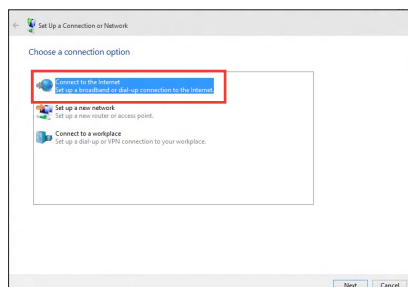 Set Up a Connection or Network
Choose a connection option
Connect to the Internet
Set up a broadband or dial-up connection to the Internet.
Set up a new network
Set up a new router or access point.
Connect to a workplace
Set up a dial-up or VPN connection to your workplace.
Next Cancel